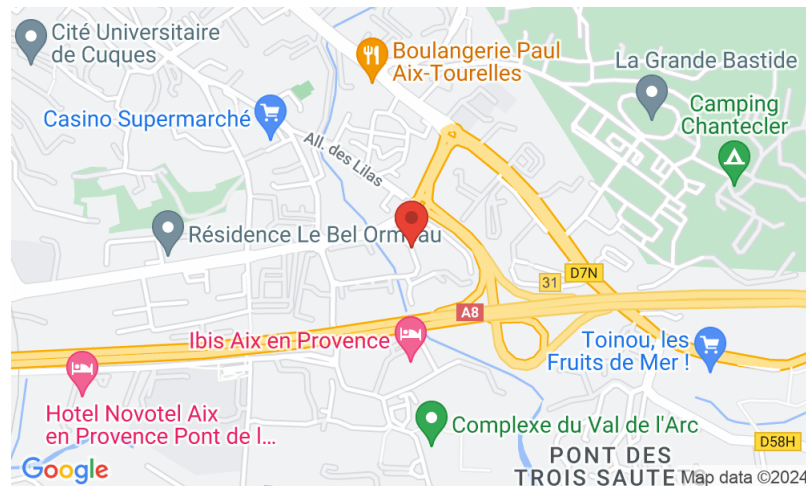 Cité Universitaire
de Cuques
Boulangerie Paul
Aix-Tourelles
La Grande Bastide
Camping
Chantecler
Casino Supermarché
All. des Lilas
Résidence Le Bel
D7N
31
A8
Ibis Aix en Provence
Toinou, les
Fruits de Mer !
Hotel Novotel Aix
en Provence Pont de l...
Complexe du Val de l'Arc
D58H
PONT DES
TROIS SAUTE
Google
Map data ©2024